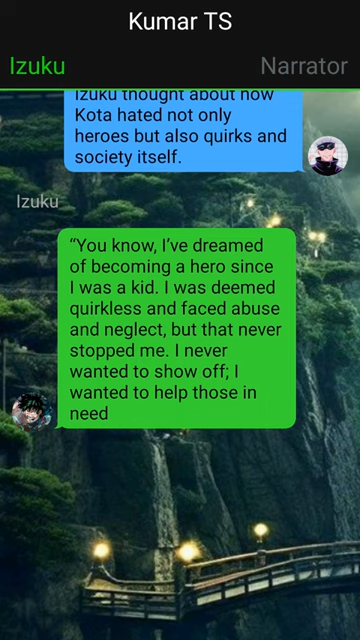 Kumar TS
Izuku
Narrator
Izuku thought about how
Kota hated not only
heroes but also quirks and
society itself.
Izuku
“You know, I’ve dreamed
of becoming a hero since
I was a kid. I was deemed
quirkless and faced abuse
and neglect, but that never
stopped me. I never
wanted to show off; I
wanted to help those in
need